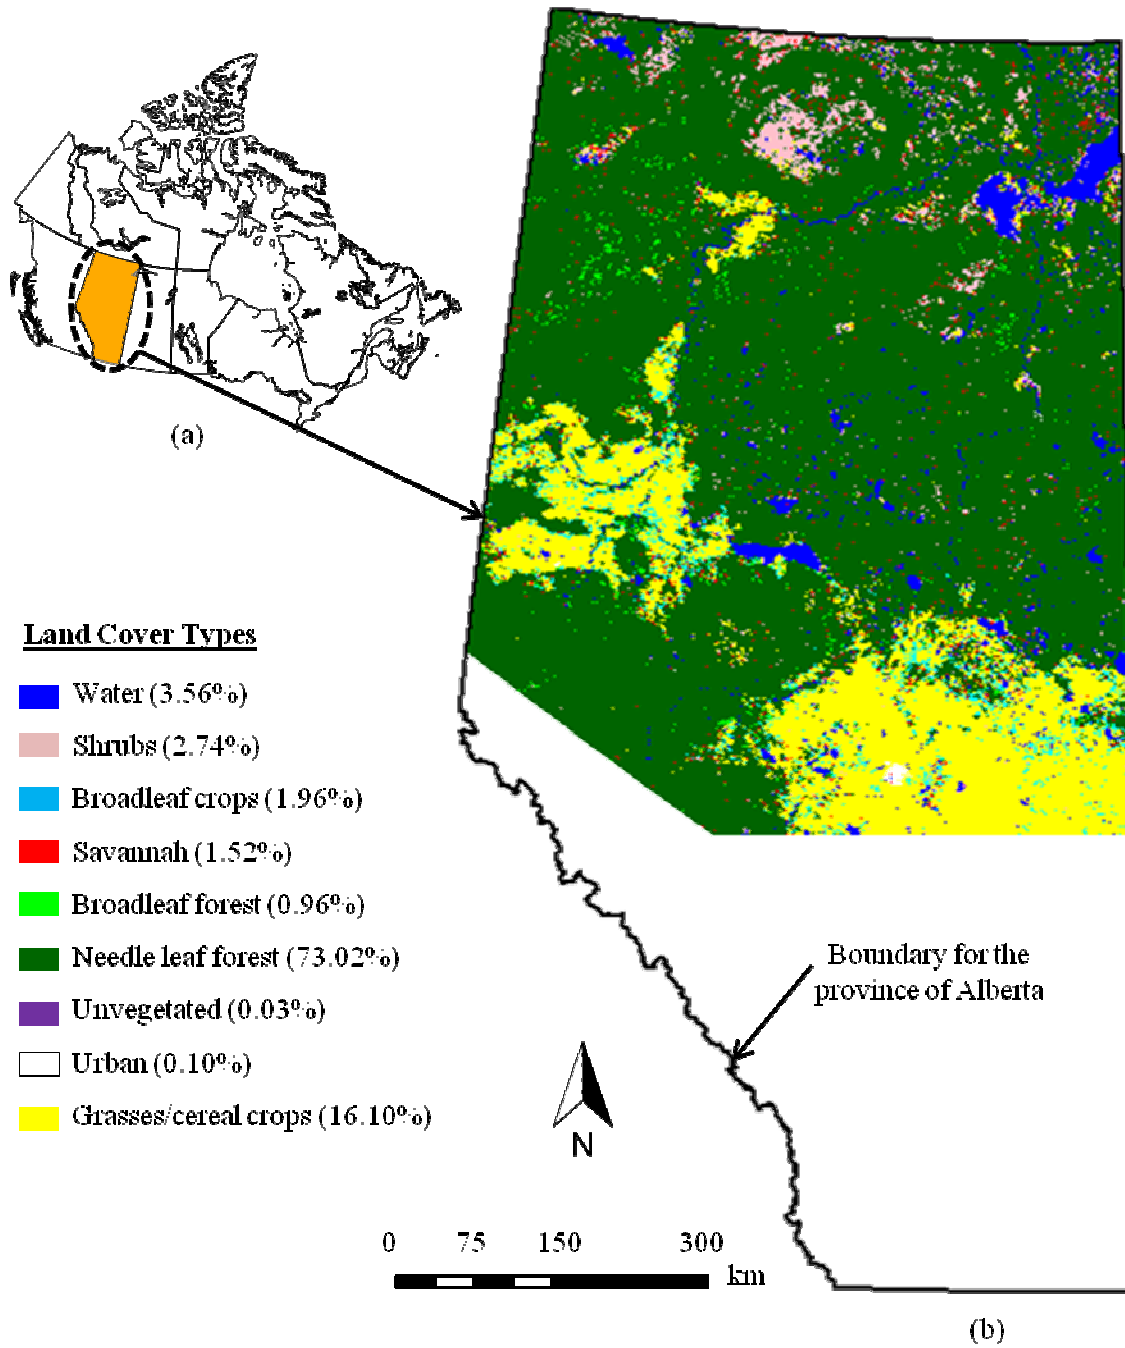 (a)
Land Cover Types
Water (3.56%)
Shrubs (2.74%)
Broadleaf crops (1.96%)
Savannah (1.52%)
Broadleaf forest (0.96%)
Needle leaf forest (73.02%)
Unvegetated (0.03%)
Urban (0.10%)
Grasses/cereal crops (16.10%)
Boundary for the
province of Alberta
N
0 75 150 300
km
(b)